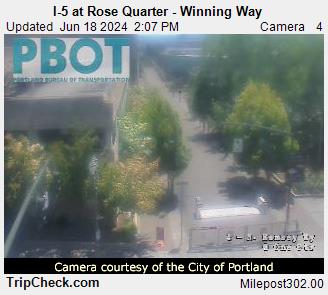 I-5 at Rose Quarter - Winning Way
Updated Jun 18 2024 2:07 PM Camera 4
PBOT
PORTLAND BUREAU OF TRANSPORTATION
Camera courtesy of the City of Portland
TripCheck.com Milepost302.00